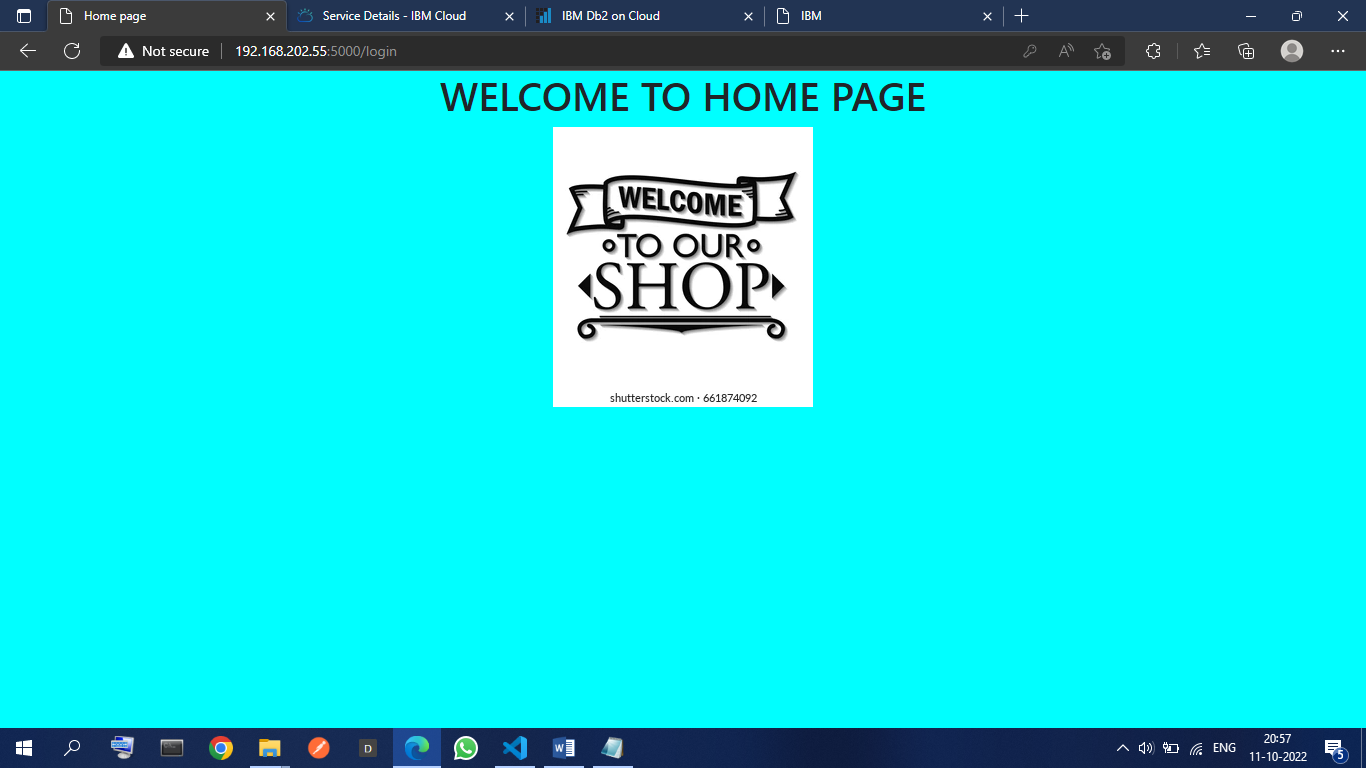 Home page
Service Details - IBM Cloud
IBM Db2 on Cloud
IBM
Not secure
192.168.202.55:5000/login
WELCOME TO HOME PAGE
WELCOME
TO OUR
SHOP
shutterstock.com · 661874092
D
W
ENG
20:57
11-10-2022
5